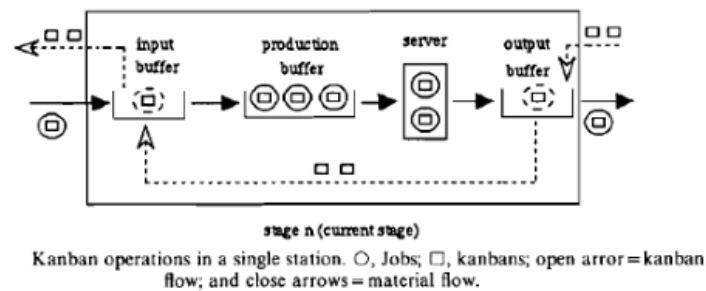 input
buffer
production
buffer
server
output
buffer
stage n (current stage)
Kanban operations in a single station. ○, Jobs; □, kanbans; open arror=kanban
flow; and close arrows=material flow.